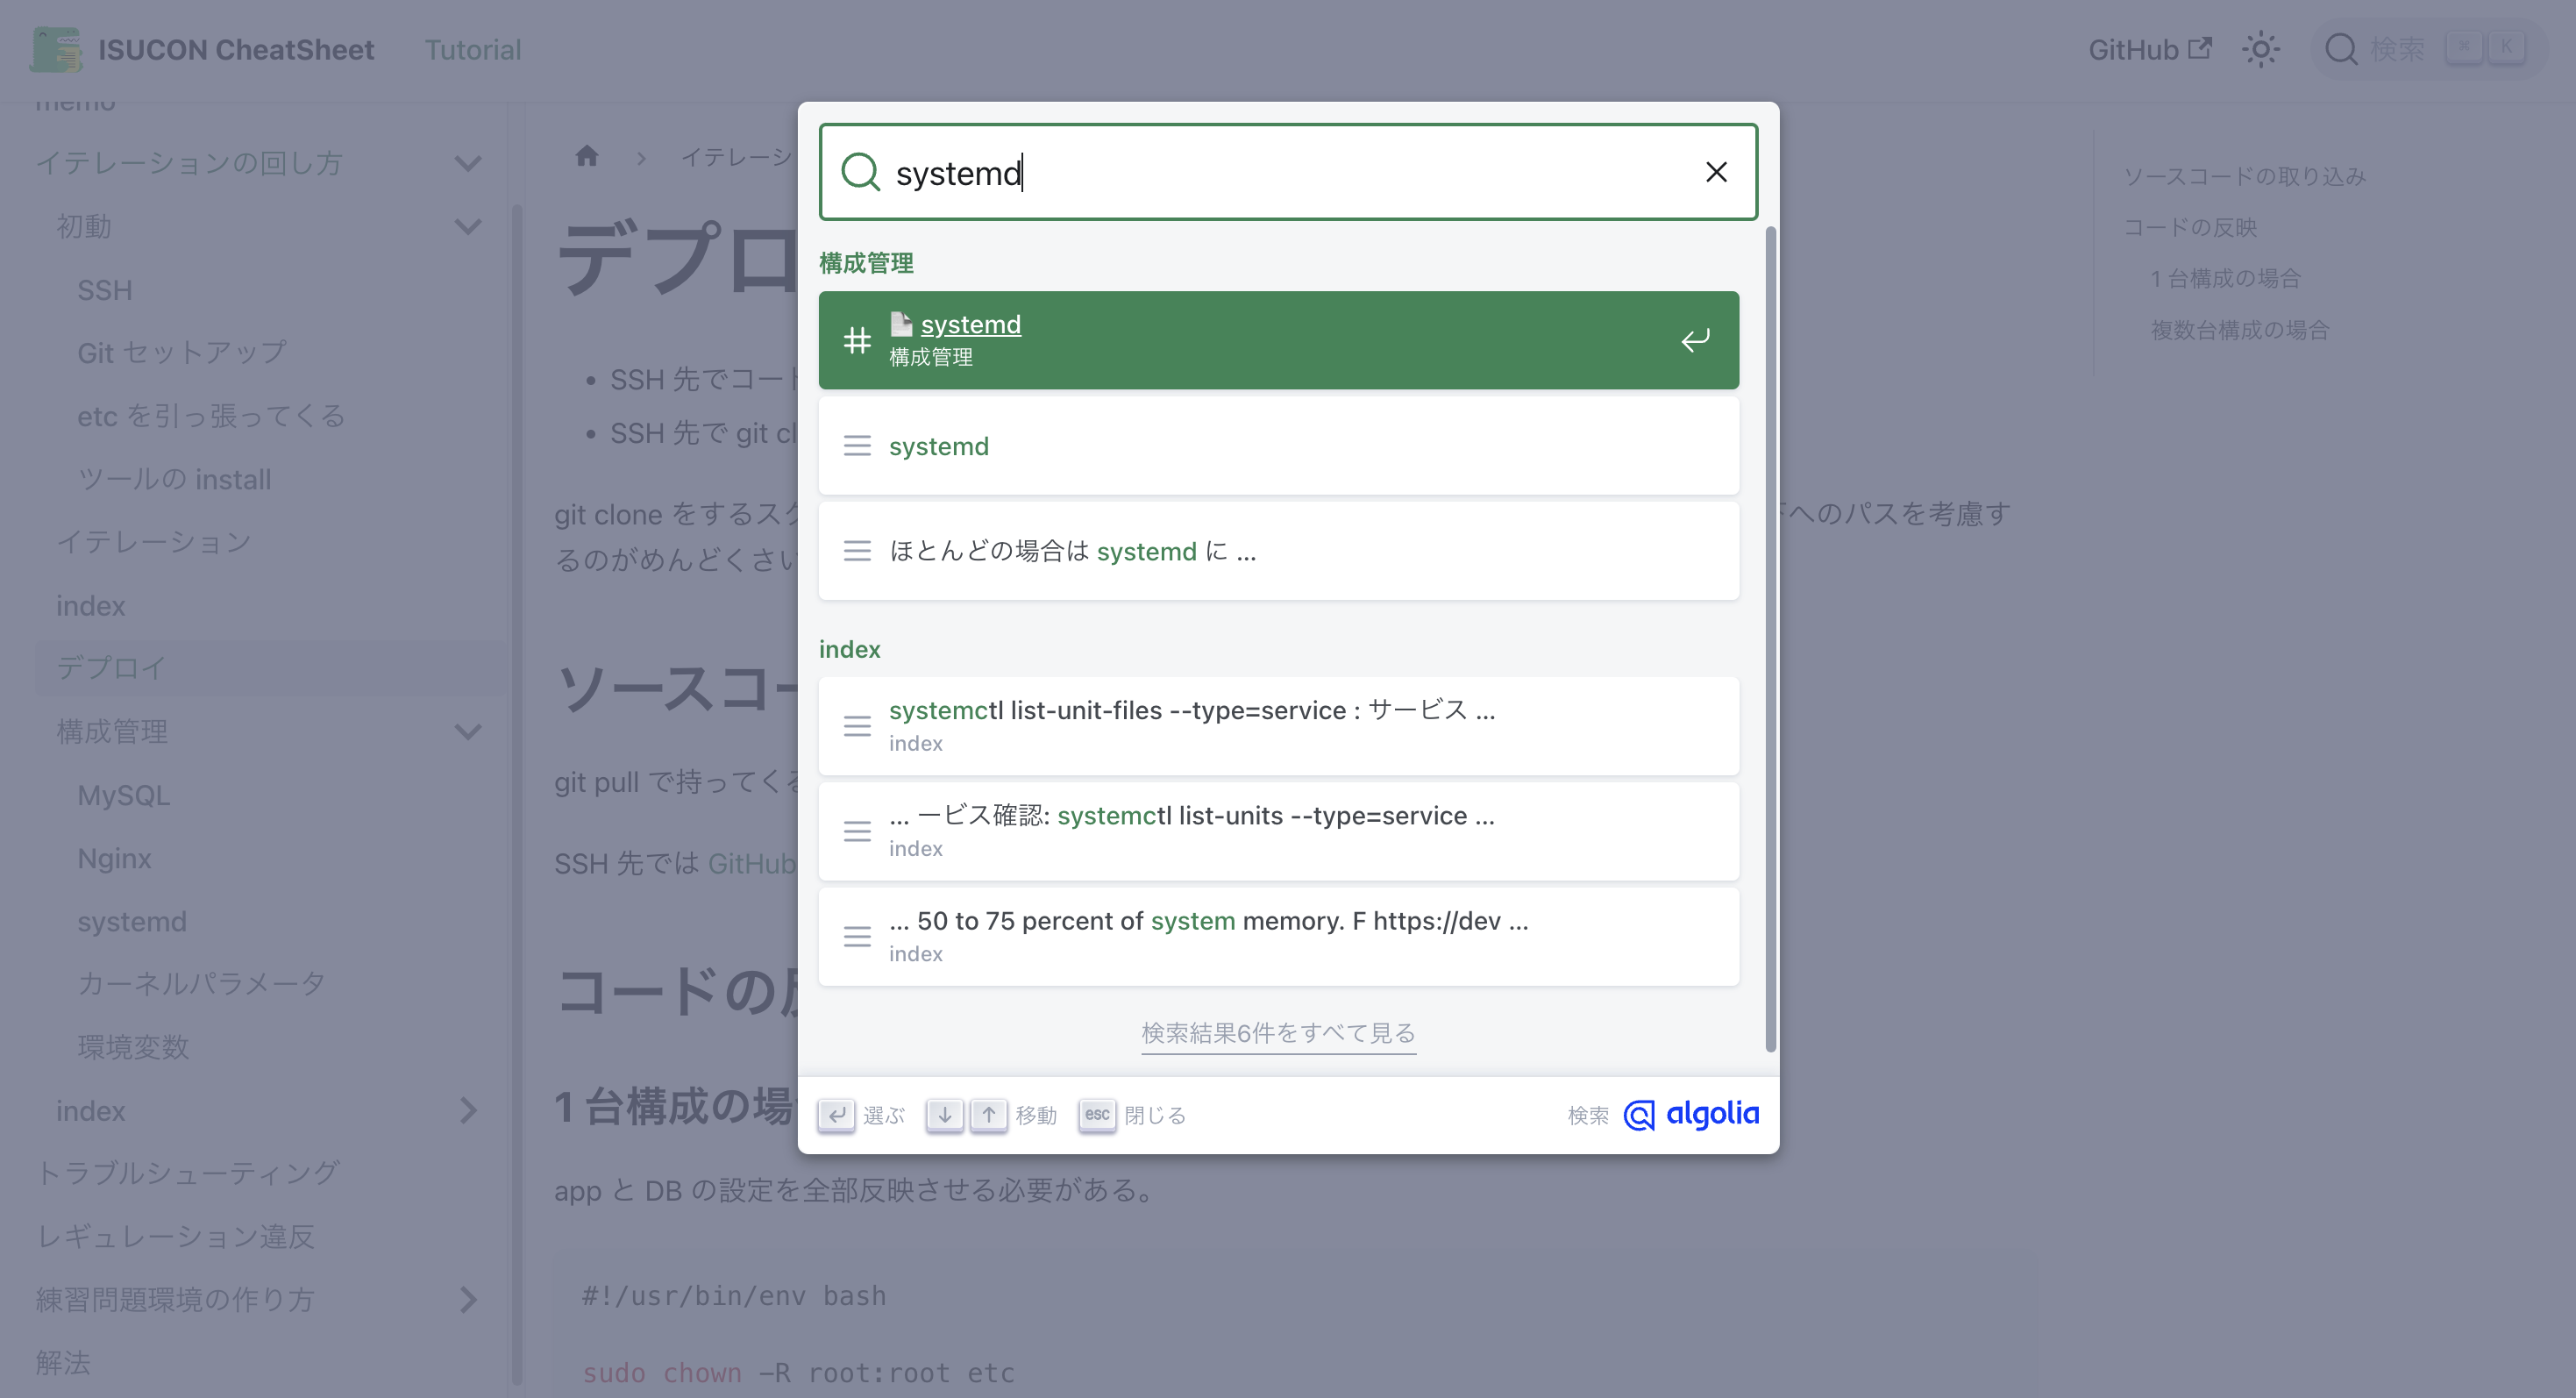 ISUCON CheatSheet
Tutorial
GitHub
検索
K
イテレーションの回し方
初動
SSH
Git セットアップ
etc を引っ張ってくる
ツールの install
イテレーション
index
デプロイ
構成管理
MySQL
Nginx
systemd
カーネルパラメータ
環境変数
index
トラブルシューティング
レギュレーション違反
練習問題環境の作り方
解法
イテレーシ
デプロ
SSH 先でコード
SSH 先で git cl
git clone をするスク
下へのパスを考慮す
るのがめんどくさい
ソースコー
git pull で持ってくる
SSH 先では GitHub
コードの反
1 台構成の場
app と DB の設定を全部反映させる必要がある。
#!/usr/bin/env bash
sudo chown -R root:root etc
systemd
構成管理
systemd
構成管理
systemd
ほとんどの場合は systemd に ...
index
systemctl list-unit-files --type=service : サービス ...
index
... ービス確認: systemctl list-units --type=service ...
index
... 50 to 75 percent of system memory. F https://dev ...
index
検索結果6件をすべて見る
選ぶ
移動
esc 閉じる
検索 algolia
ソースコードの取り込み
コードの反映
1 台構成の場合
複数台構成の場合